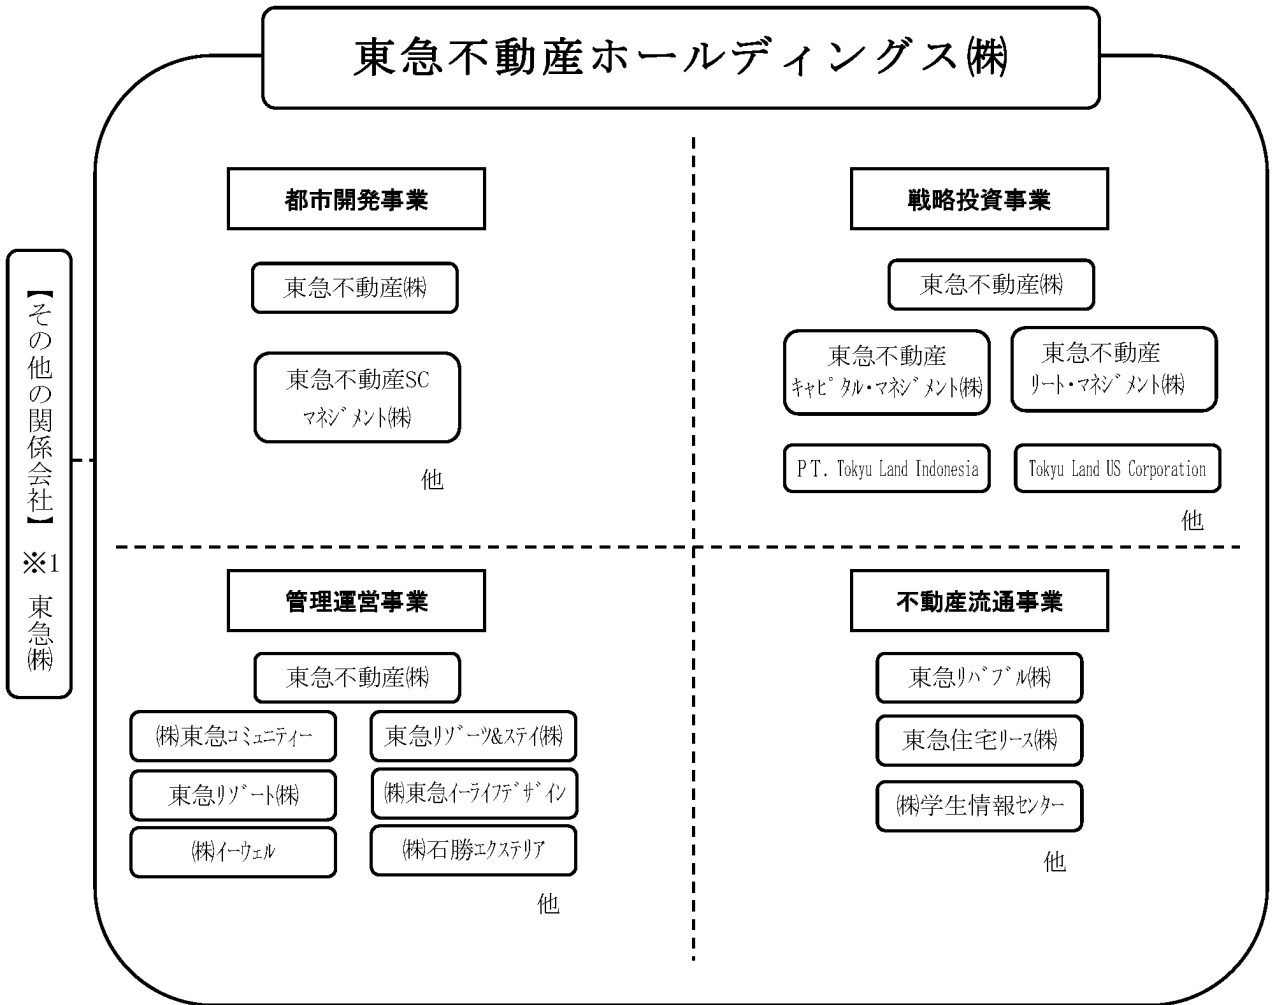 東急不動産ホールディングス㈱
【その他の関係会社】 ※1 東急㈱
都市開発事業
東急不動産㈱
東急不動産SC
マネジメント㈱
他
戦略投資事業
東急不動産㈱
東急不動産
キャピタル・マネジメント㈱
東急不動産
リート・マネジメント㈱
PT. Tokyu Land Indonesia
Tokyu Land US Corporation
他
管理運営事業
東急不動産㈱
㈱東急コミュニティー
東急リゾーツ&ステイ㈱
東急リゾート㈱
㈱東急イーライフデザイン
㈱イーウェル
㈱石勝エクステリア
他
不動産流通事業
東急リバブル㈱
東急住宅リース㈱
㈱学生情報センター
他